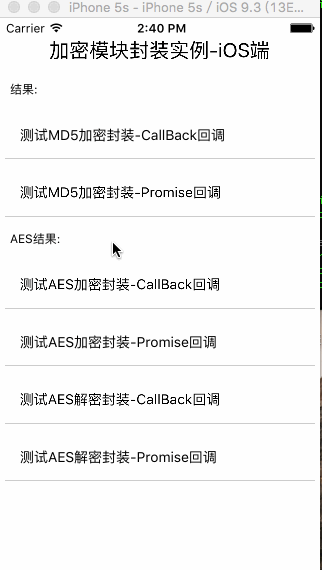 iPhone 5s - iPhone 5s / iOS 9.3 (13E...
Carrier 2:40 PM
加密模块封装实例-iOS端
结果:
测试MD5加密封装-CallBack回调
测试MD5加密封装-Promise回调
AES结果:
测试AES加密封装-CallBack回调
测试AES加密封装-Promise回调
测试AES解密封装-CallBack回调
测试AES解密封装-Promise回调